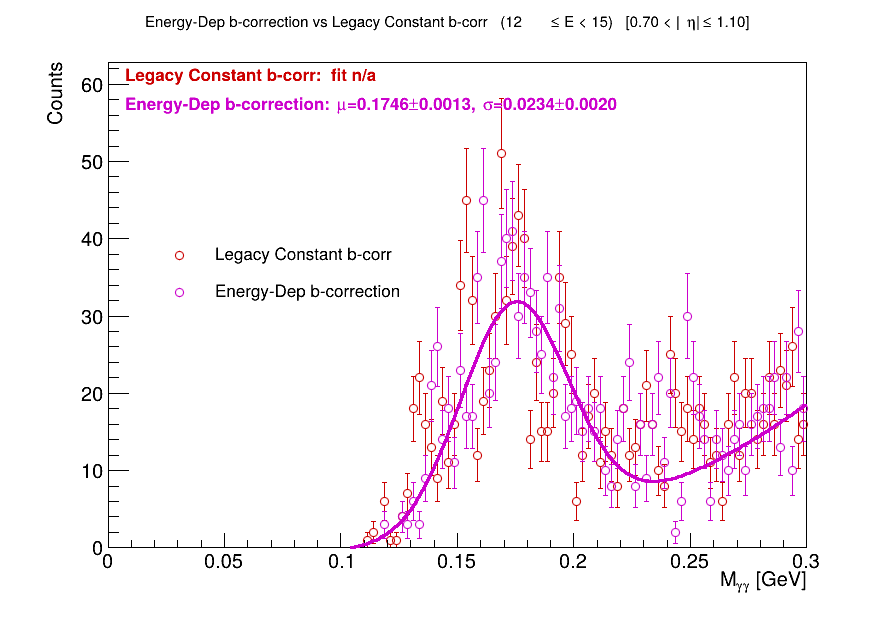 Energy-Dep b-correction vs Legacy Constant b-corr (12 ≤ E < 15) [0.70 < | η| ≤ 1.10]
Counts
Legacy Constant b-corr: fit n/a
Energy-Dep b-correction: μ=0.1746±0.0013, σ=0.0234±0.0020
60
50
40
30
20
10
0
Legacy Constant b-corr
Energy-Dep b-correction
0 0.05 0.1 0.15 0.2 0.25 0.3
Mγγ [GeV]